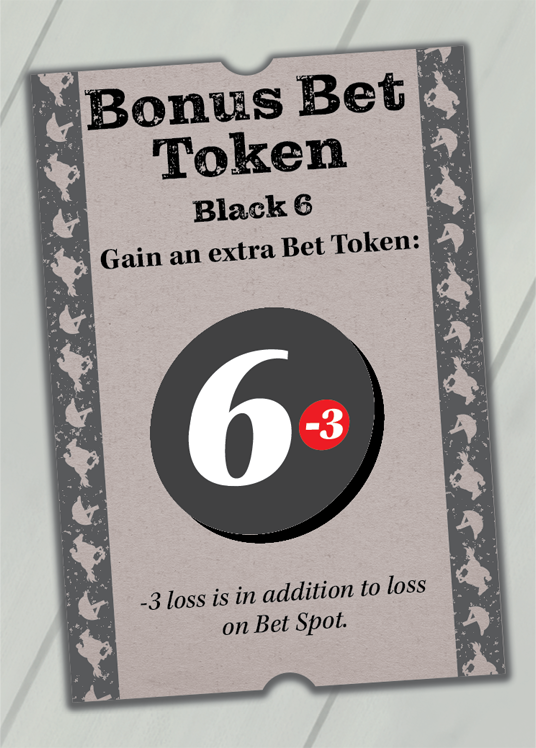 Bonus Bet
Token
Black 6
Gain an extra Bet Token:
6 -3
-3 loss is in addition to loss
on Bet Spot.